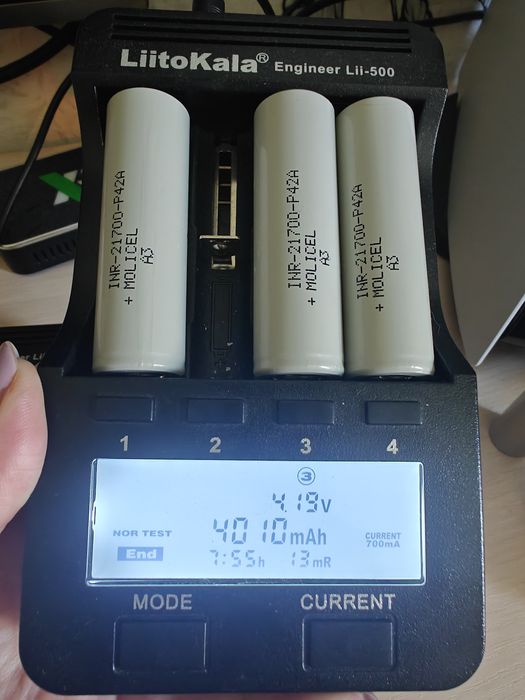 LiitoKala® Engineer Lii-500
INR-21700-P42A
+ MOLICEL
A3
INR-21700-P42A
+ MOLICEL
A3
INR-21700-P42A
+ MOLICEL
A3
1 2 3 4
3
4.19v
NOR TEST 4010mAh CURRENT
700mA
End 7:55h 13mR
MODE CURRENT